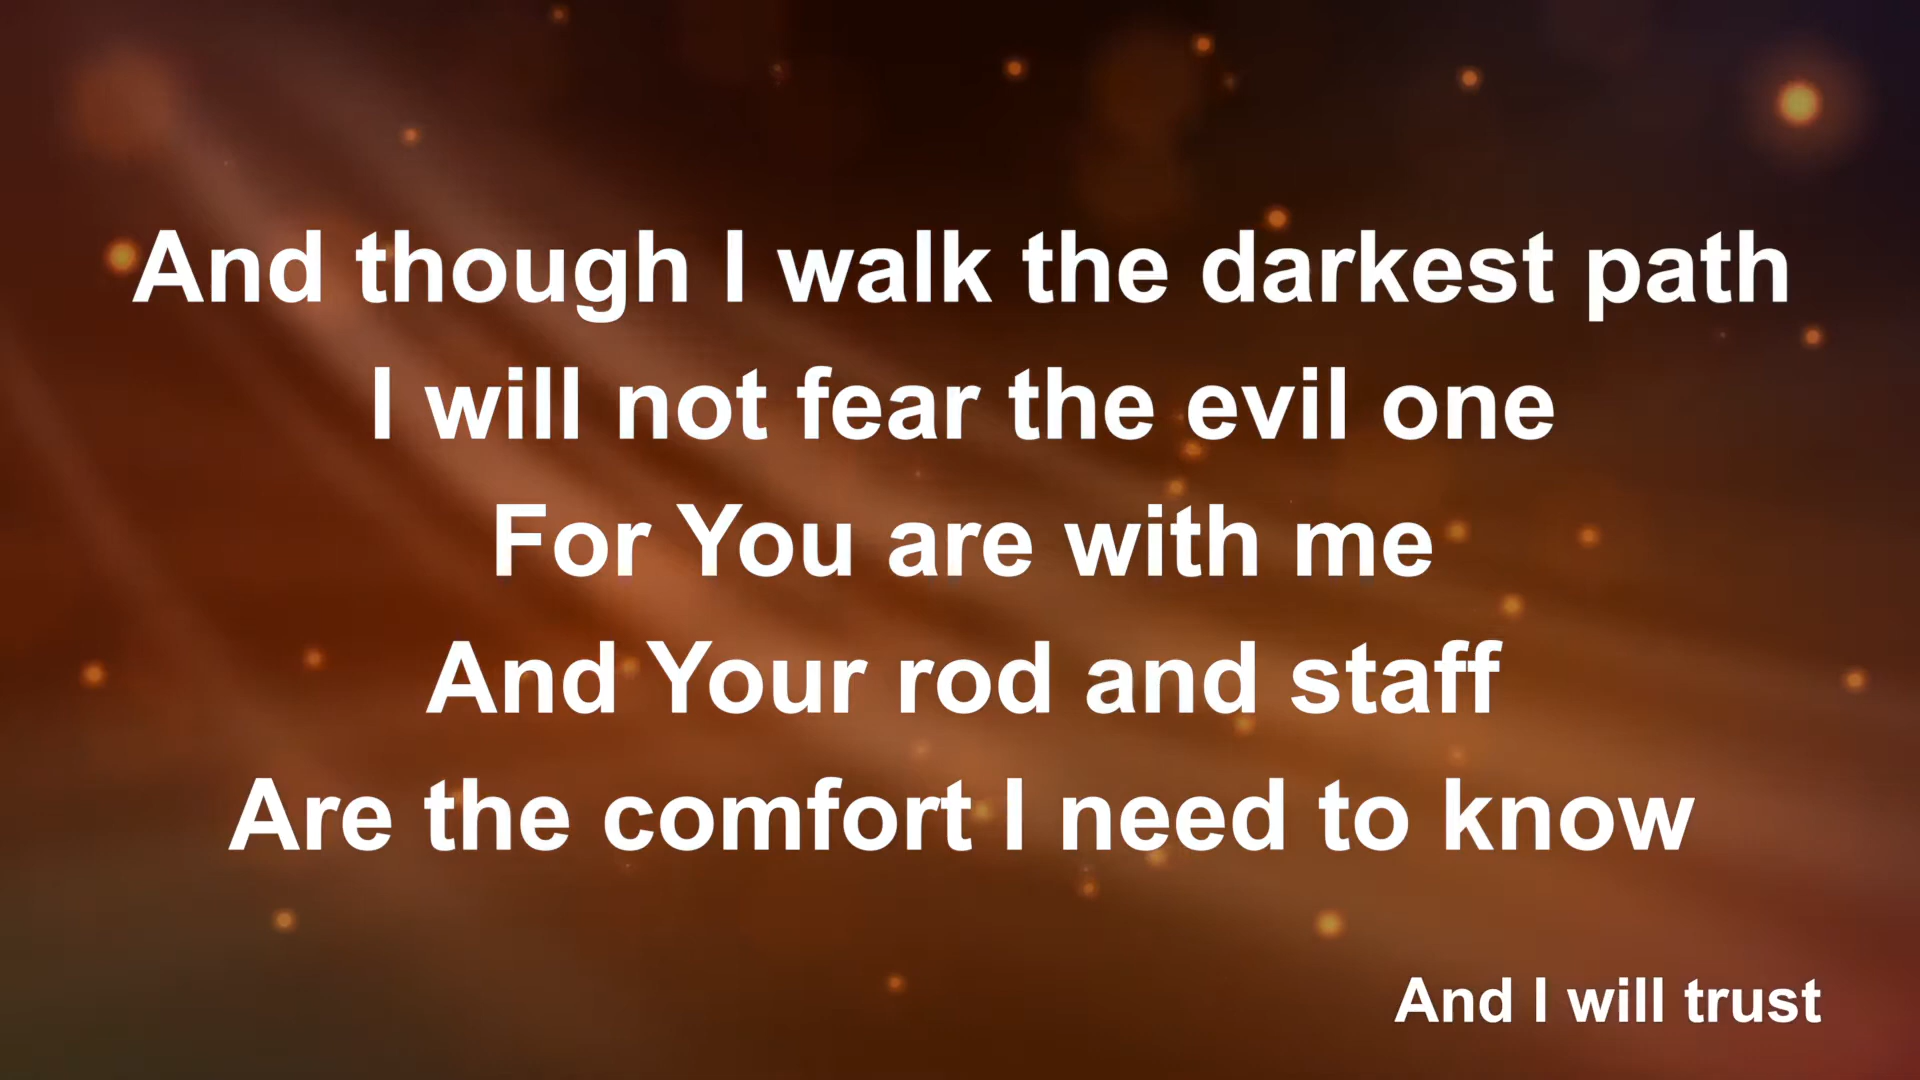 And though I walk the darkest path
I will not fear the evil one
For You are with me
And Your rod and staff
Are the comfort I need to know
And I will trust